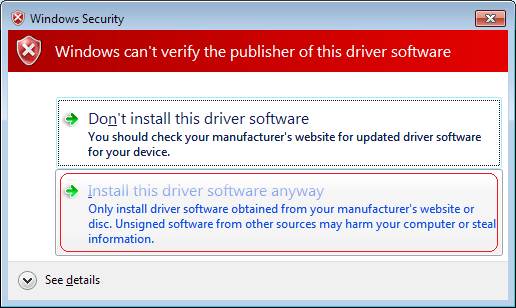 Windows Security
Windows can't verify the publisher of this driver software
Don't install this driver software
You should check your manufacturer's website for updated driver software
for your device.
Install this driver software anyway
Only install driver software obtained from your manufacturer's website or
disc. Unsigned software from other sources may harm your computer or steal
information.
See details